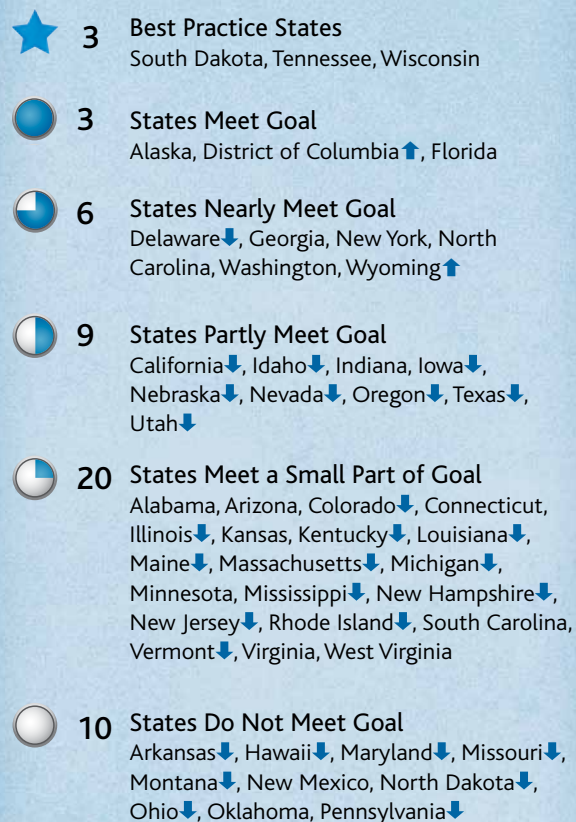 3 Best Practice States
South Dakota, Tennessee, Wisconsin
3 States Meet Goal
Alaska, District of Columbia⬆, Florida
6 States Nearly Meet Goal
Delaware⬇, Georgia, New York, North
Carolina, Washington, Wyoming⬆
9 States Partly Meet Goal
California⬇, Idaho⬇, Indiana, Iowa⬇,
Nebraska⬇, Nevada⬇, Oregon⬇, Texas⬇,
Utah⬇
20 States Meet a Small Part of Goal
Alabama, Arizona, Colorado⬇, Connecticut,
Illinois⬇, Kansas, Kentucky⬇, Louisiana⬇,
Maine⬇, Massachusetts⬇, Michigan⬇,
Minnesota, Mississippi⬇, New Hampshire⬇,
New Jersey⬇, Rhode Island⬇, South Carolina,
Vermont⬇, Virginia, West Virginia
10 States Do Not Meet Goal
Arkansas⬇, Hawaii⬇, Maryland⬇, Missouri⬇,
Montana⬇, New Mexico, North Dakota⬇,
Ohio⬇, Oklahoma, Pennsylvania⬇